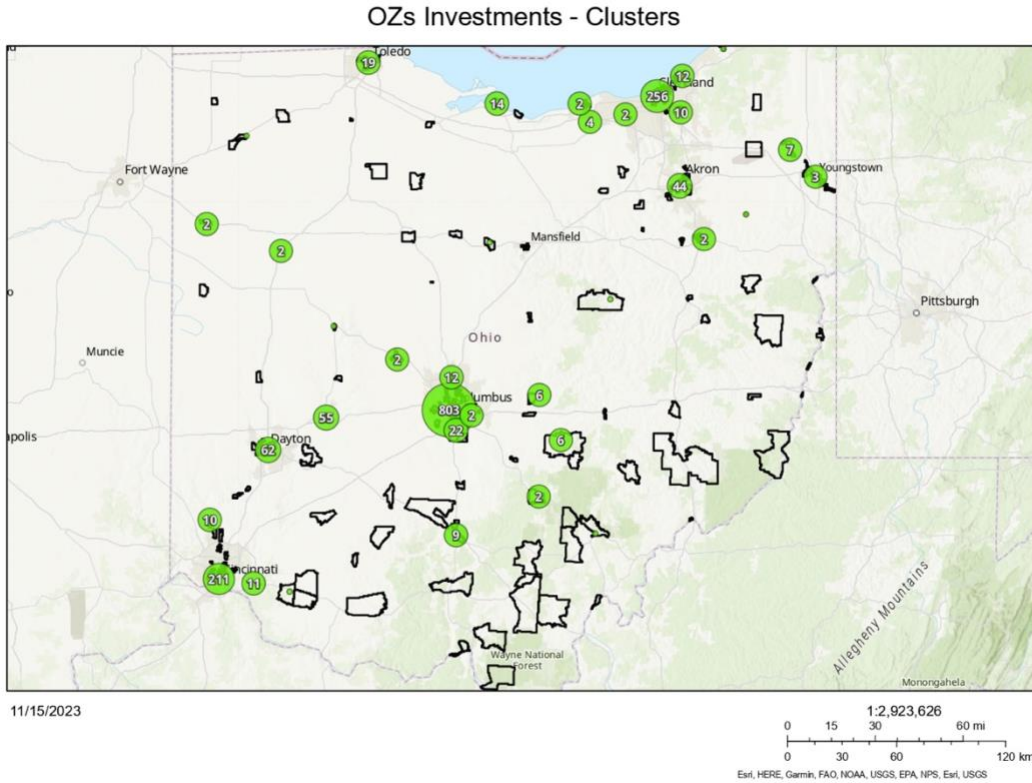 OZs Investments - Clusters
Toledo
19
12
256
14
2
10
4
2
7
Fort Wayne
Akron
Youngstown
3
44
2
Mansfield
2
2
Pittsburgh
Ohio
Muncie
2
12
6
umbus
803
2
55
22
apolis
Dayton
6
62
2
10
9
incinnati
211
11
Allegheny Mountains
Wayne National
Forest
Monongahela
11/15/2023
1:2,923,626
0 15 30 60 mi
0 30 60 120 km
Esri, HERE, Garmin, FAO, NOAA, USGS, EPA, NPS, Esri, USGS